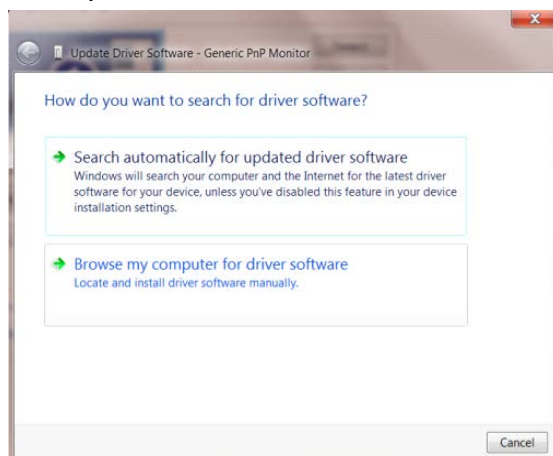 Update Driver Software - Generic PnP Monitor
How do you want to search for driver software?
Search automatically for updated driver software
Windows will search your computer and the Internet for the latest driver
software for your device, unless you've disabled this feature in your device
installation settings.
Browse my computer for driver software
Locate and install driver software manually.
Cancel